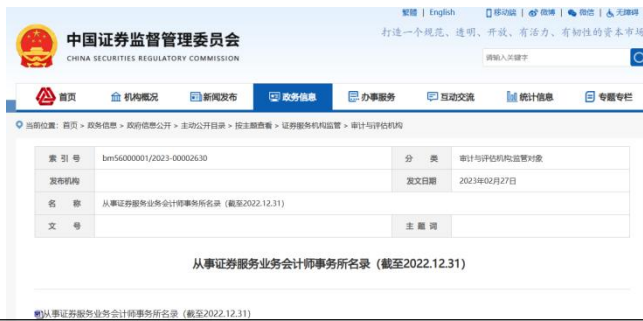 繁體 | English 移动端 | 微博 | 微信 | 无障碍
中国证券监督管理委员会
CHINA SECURITIES REGULATORY COMMISSION
打造一个规范、透明、开放、有活力、有韧性的资本市场
请输入关键字
首页 机构概况 新闻发布 政务信息 办事服务 互动交流 统计信息 专题专栏
当前位置：首页 > 政务信息 > 政府信息公开 > 主动公开目录 > 按主题查看 > 证券服务机构监管 > 审计与评估机构
索 引 号 bm56000001/2023-00002630 分 类 审计与评估机构;监管对象
发布机构 发文日期 2023年02月27日
名 称 从事证券服务业务会计师事务所名录（截至2022.12.31）
文 号 主 题 词
从事证券服务业务会计师事务所名录（截至2022.12.31）
从事证券服务业务会计师事务所名录（截至2022.12.31）